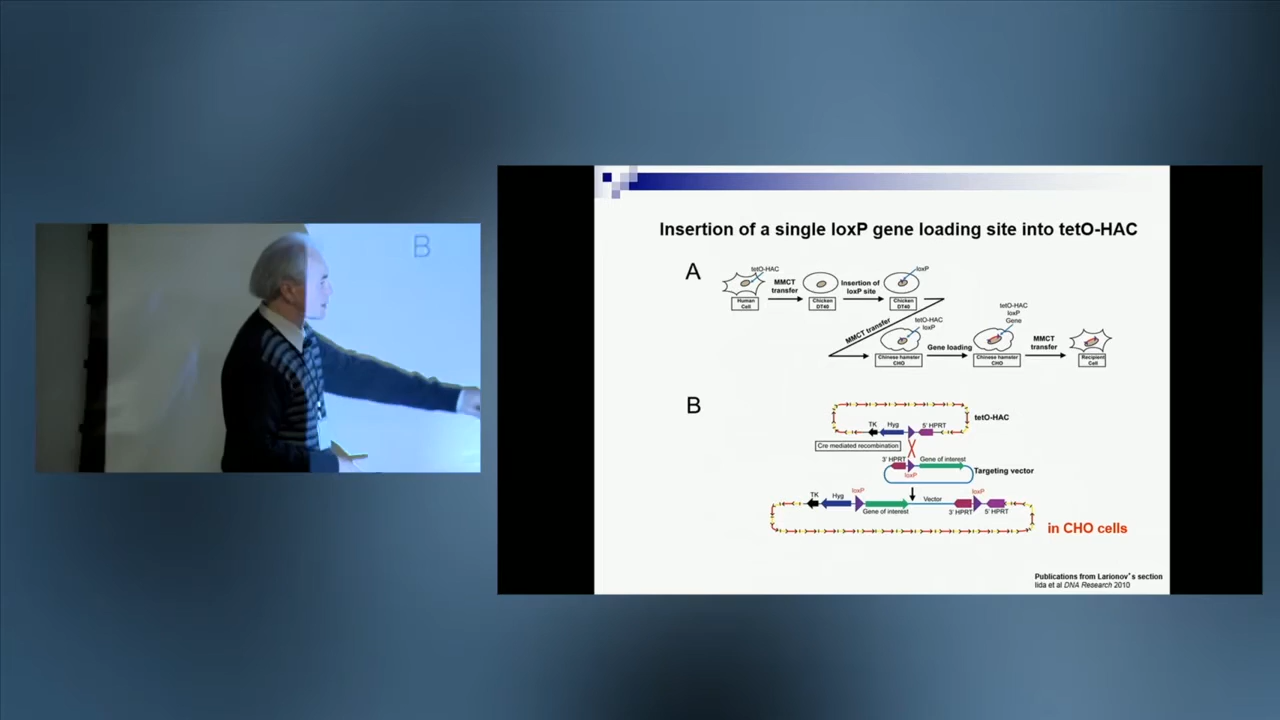 B
Insertion of a single loxP gene loading site into tetO-HAC
A
tetO-HAC
MMCT
transfer
Insertion of
loxP site
loxP
Human
Cell
Chicken
DT40
Chicken
DT40
MMCT transfer
tetO-HAC
loxP
tetO-HAC
loxP
Gene
Gene loading
MMCT
transfer
Chinese hamster
CHO
Chinese hamster
CHO
Recipient
Cell
B
tetO-HAC
TK
Hyg
5' HPRT
Cre mediated recombination
3' HPRT
Gene of interest
loxP
Targeting vector
TK
Hyg
loxP
Gene of interest
Vector
loxP
3' HPRT
5' HPRT
in CHO cells
Publications from Larionov's section
Iida et al DNA Research 2010